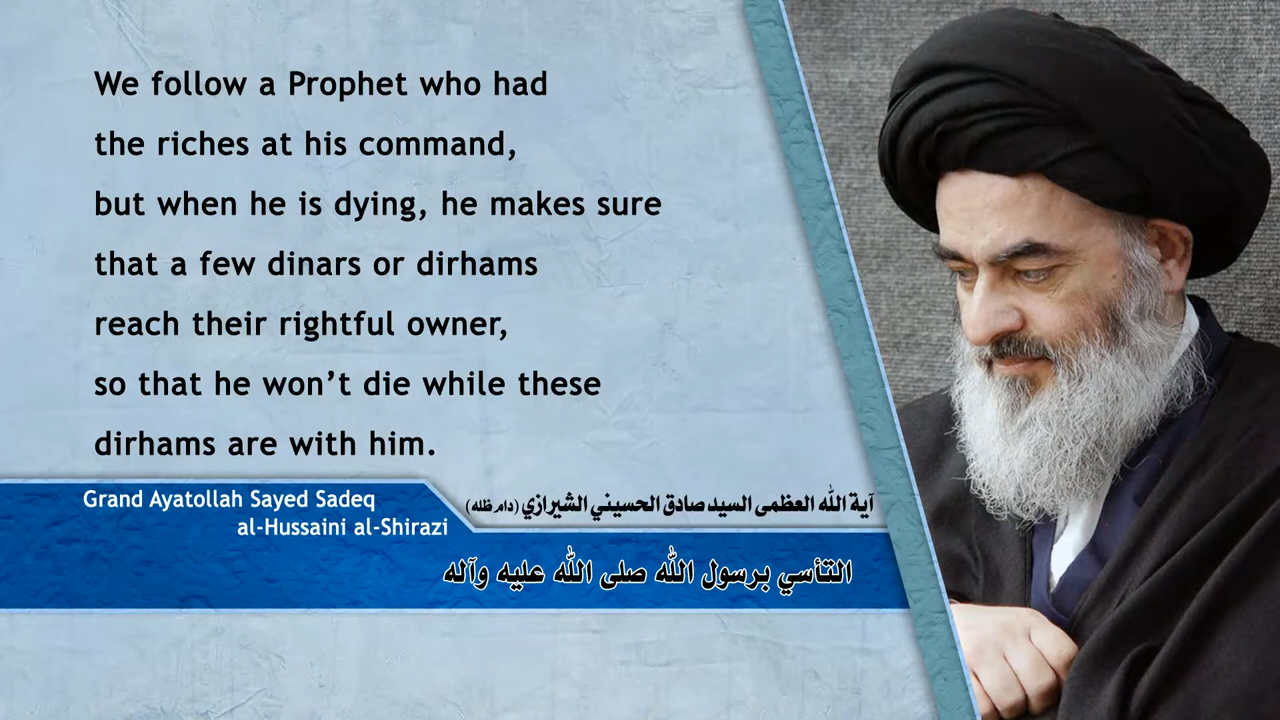 We follow a Prophet who had
the riches at his command,
but when he is dying, he makes sure
that a few dinars or dirhams
reach their rightful owner,
so that he won’t die while these
dirhams are with him.
Grand Ayatollah Sayed Sadeq
al-Hussaini al-Shirazi
آية الله العظمى السيد صادق الحسيني الشيرازي (دام ظله)
التأسي برسول الله صلى الله عليه وآله